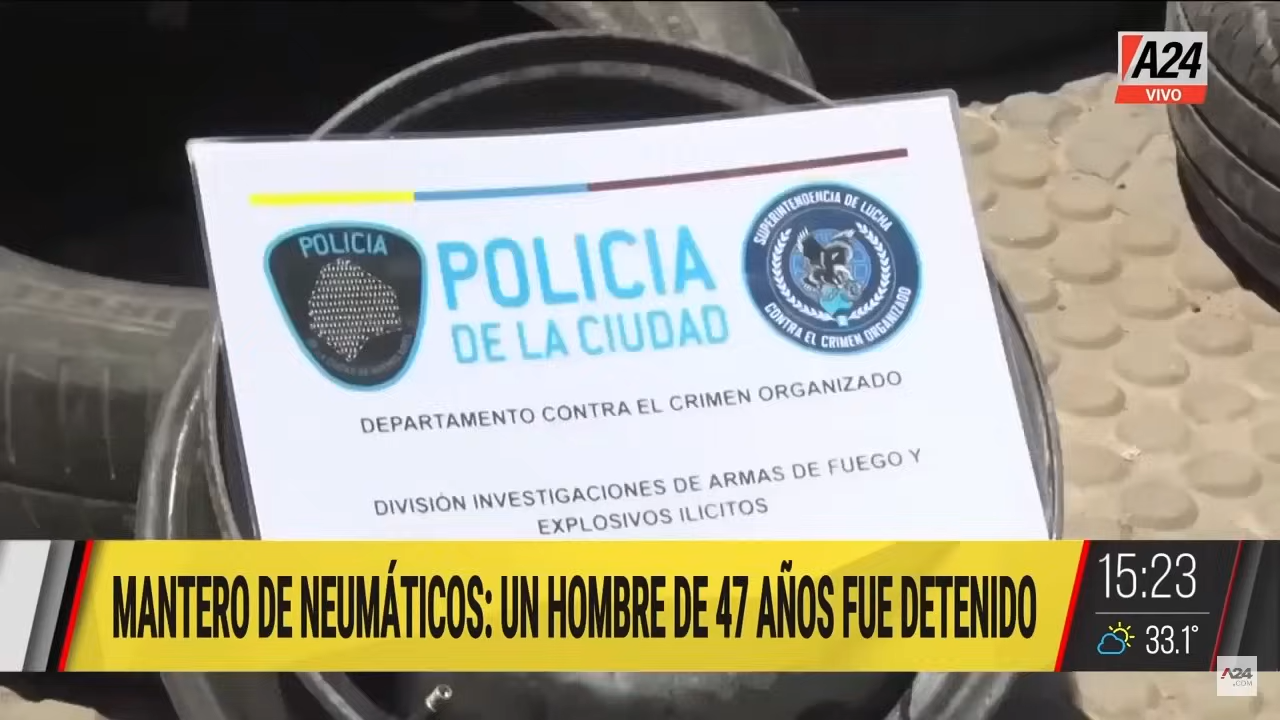 A24
VIVO
POLICIA
POLICIA
DE LA CIUDAD
SUPERINTENDENCIA DE LUCHA
CONTRA EL CRIMEN ORGANIZADO
DEPARTAMENTO CONTRA EL CRIMEN ORGANIZADO
DIVISIÓN INVESTIGACIONES DE ARMAS DE FUEGO Y
EXPLOSIVOS ILICITOS
MANTERO DE NEUMÁTICOS: UN HOMBRE DE 47 AÑOS FUE DETENIDO
15:23
33.1°
A24
.COM